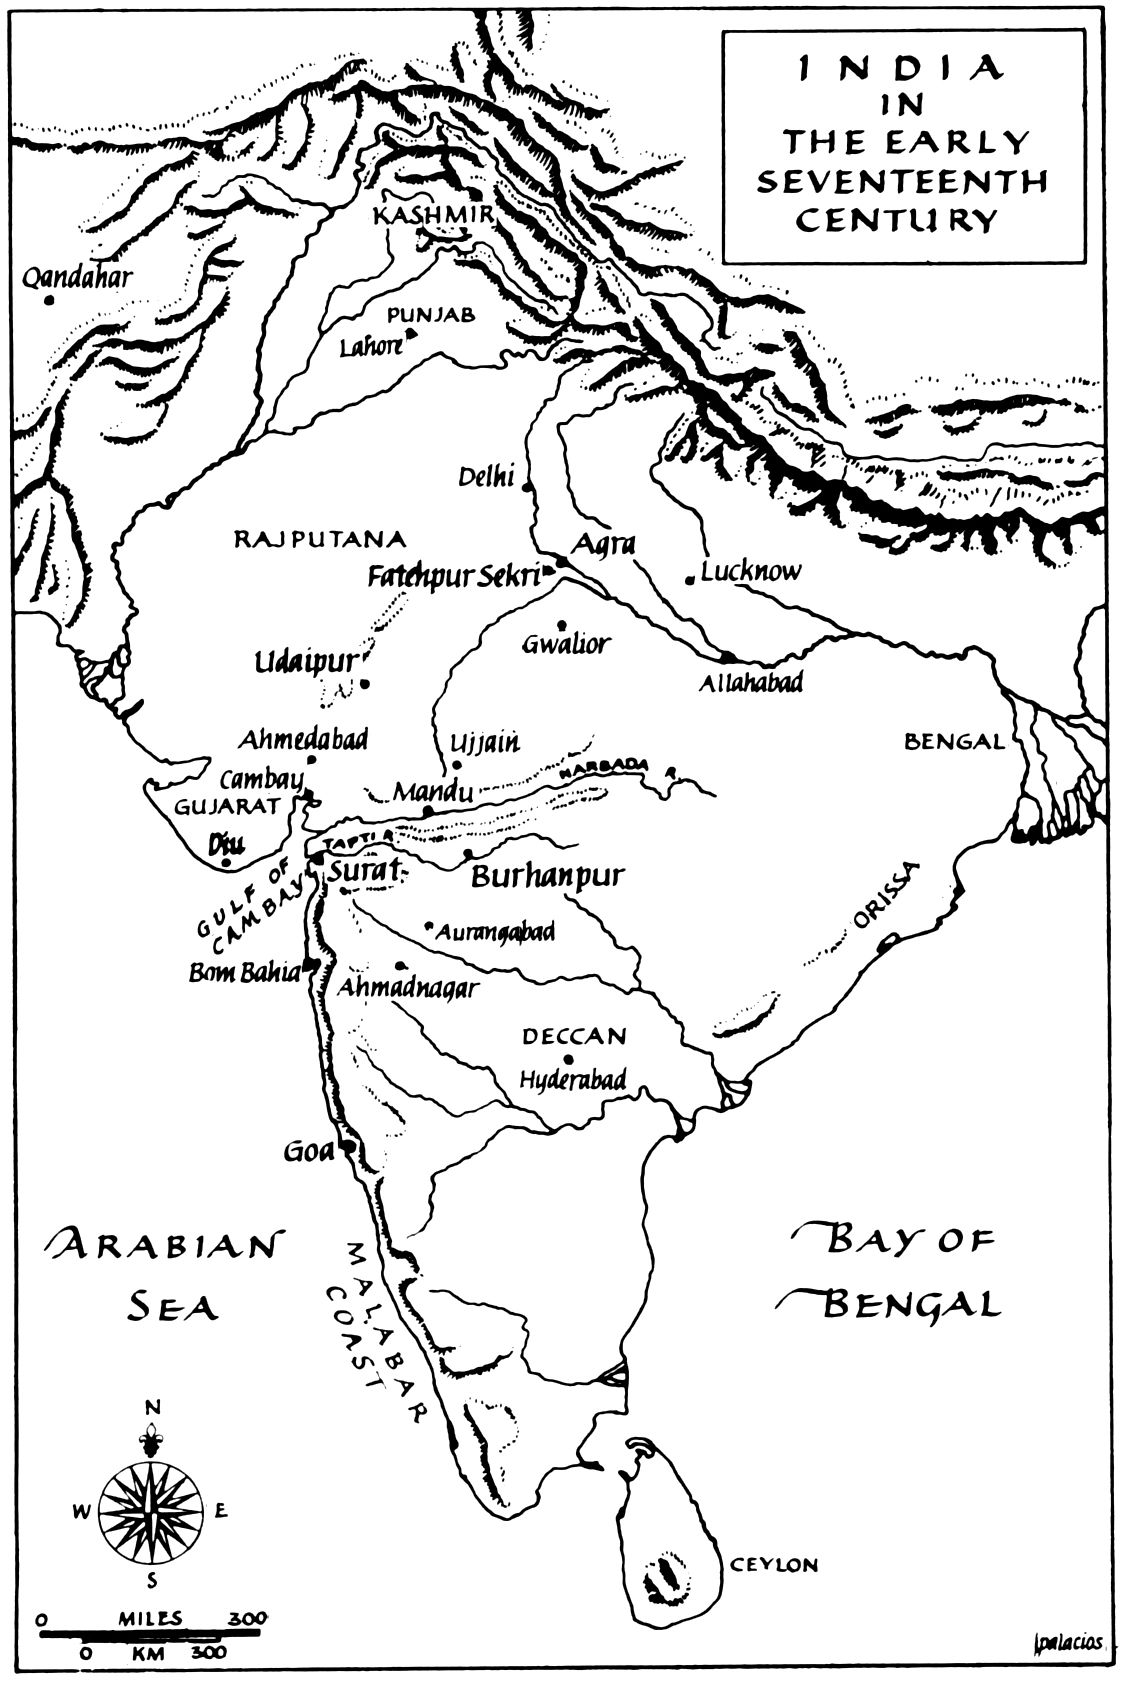 INDIA
IN
THE EARLY
SEVENTEENTH
CENTURY
KASHMIR
Qandahar
PUNJAB
Lahore
Delhi
RAJPUTANA
Agra
Fatehpur Sekri
Lucknow
Gwalior
Udaipur
Allahabad
Ahmedabad
Ujjain
BENGAL
Cambay
NARBADA R.
GUJARAT
Mandu
Diu
TAPTI R
Surat
Burhanpur
GULF OF
CAMBAY
ORISSA
Aurangabad
Bom Bahia
Ahmadnagar
DECCAN
Hyderabad
Goa
ARABIAN
SEA
MALABAR
COAST
BAY OF
BENGAL
N
W E
S
CEYLON
0 MILES 300
0 KM 300
palacios